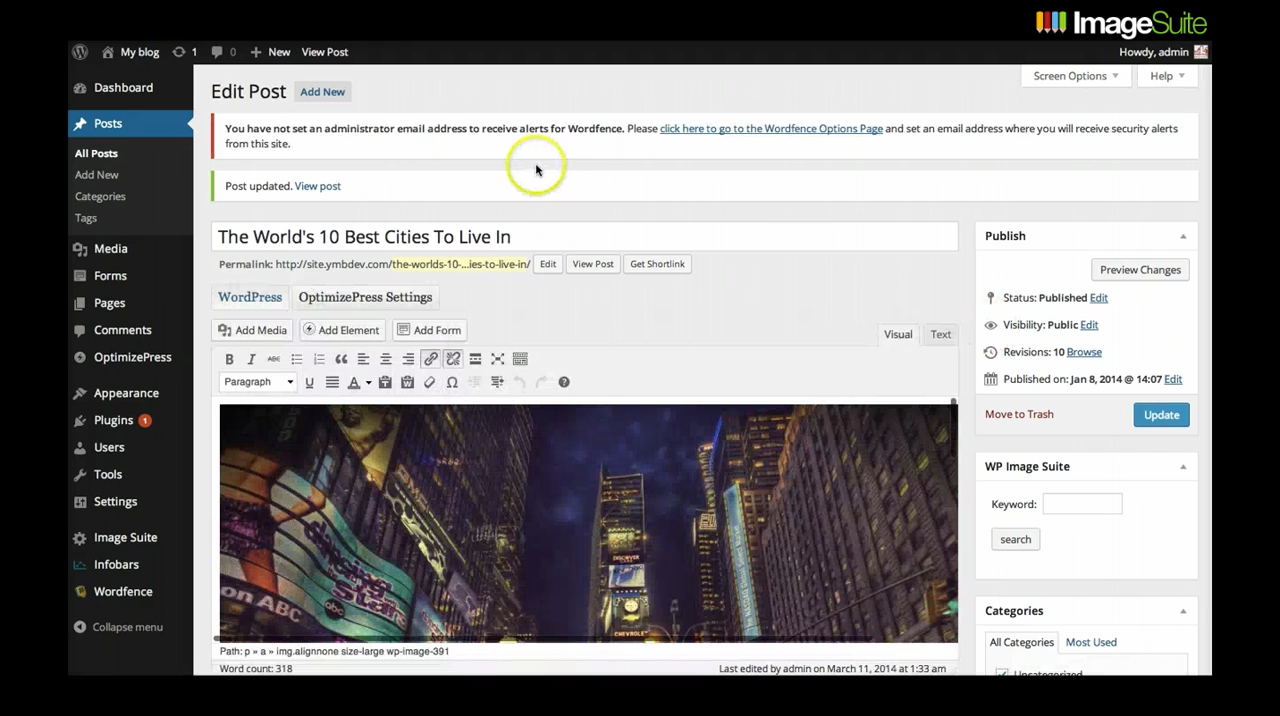 ImageSuite
My blog 1 0 New View Post Howdy, admin
Screen Options Help
Edit Post Add New
You have not set an administrator email address to receive alerts for Wordfence. Please click here to go to the Wordfence Options Page and set an email address where you will receive security alerts
from this site.
Post updated. View post
Dashboard
Posts
All Posts
Add New
Categories
Tags
Media
Forms
Pages
Comments
OptimizePress
Appearance
Plugins 1
Users
Tools
Settings
Image Suite
Infobars
Wordfence
Collapse menu
The World's 10 Best Cities To Live In
Permalink: http://site.ymbdev.com/the-worlds-10-...ies-to-live-in/ Edit View Post Get Shortlink
WordPress OptimizePress Settings
Add Media Add Element Add Form
Visual Text
B I ABC
Paragraph U A
DISCOVER
CHEVROLET
on ABC
abc
Path: p » a » img.alignnone size-large wp-image-391
Word count: 318 Last edited by admin on March 11, 2014 at 1:33 am
Publish
Preview Changes
Status: Published Edit
Visibility: Public Edit
Revisions: 10 Browse
Published on: Jan 8, 2014 @ 14:07 Edit
Move to Trash Update
WP Image Suite
Keyword:
search
Categories
All Categories Most Used
Uncategorized